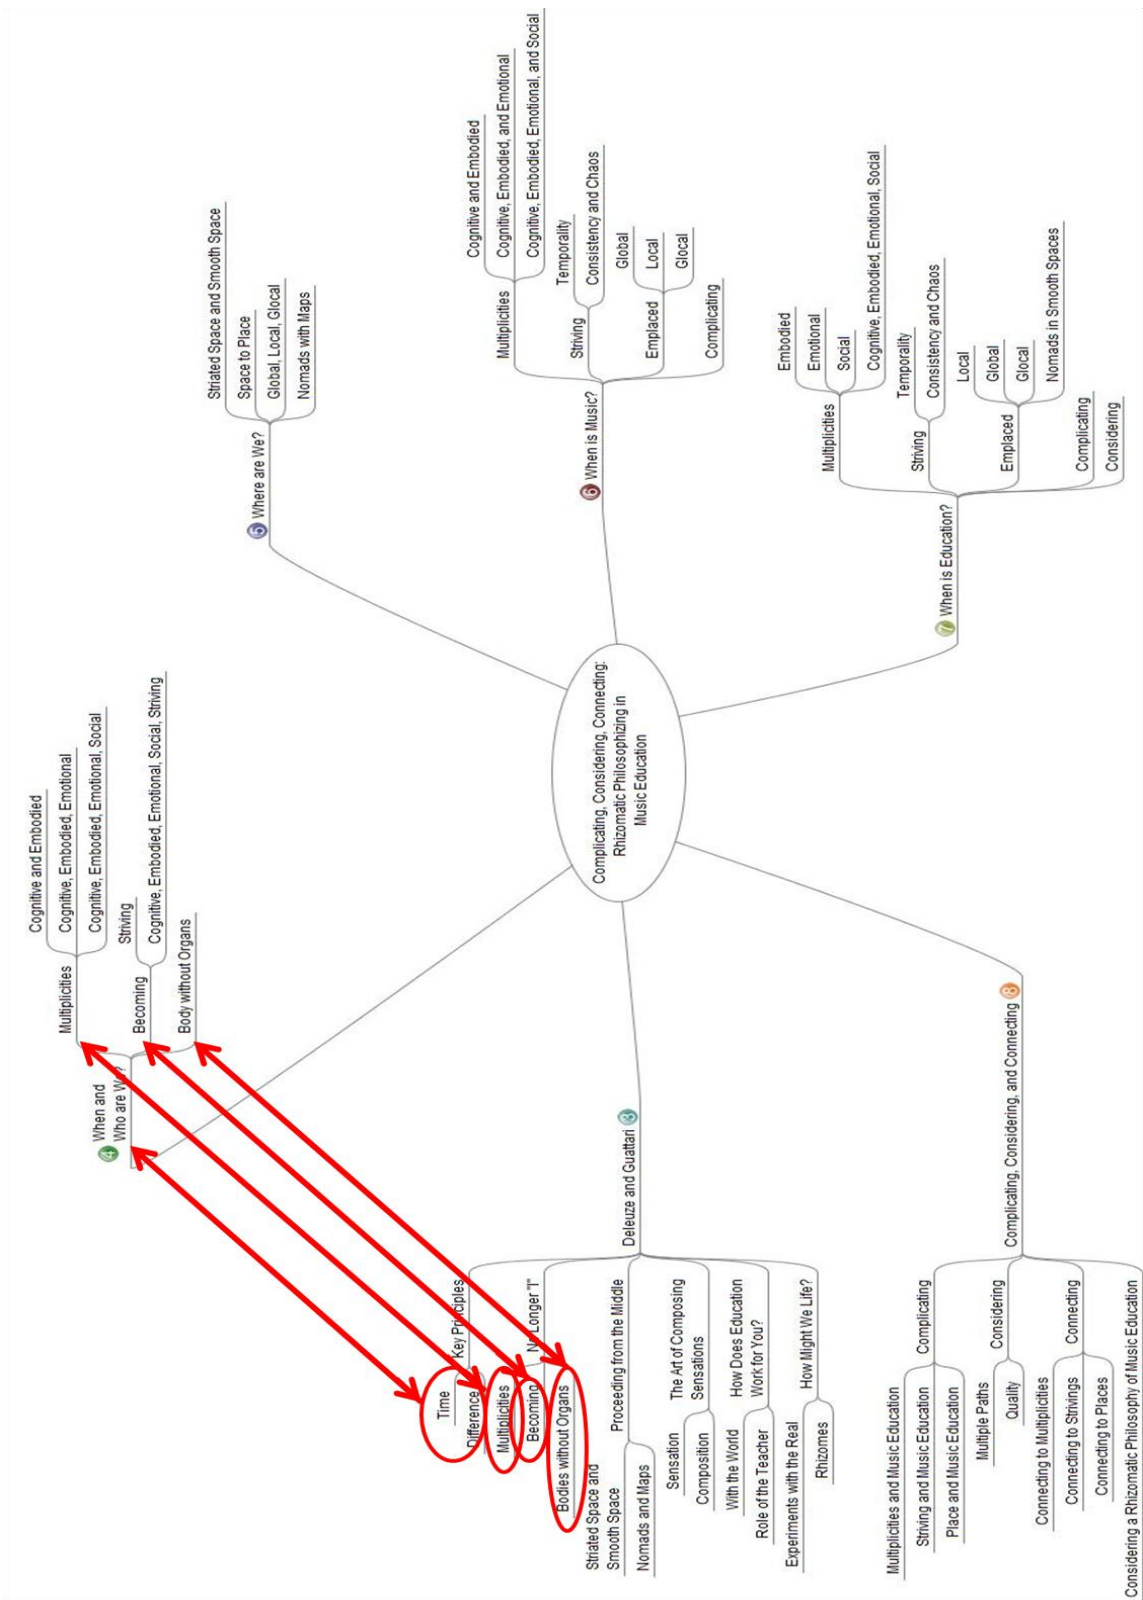 4
When and
Who are We?
Multiplicities
Cognitive and Embodied
Cognitive, Embodied, Emotional
Cognitive, Embodied, Emotional, Social
Becoming
Striving
Cognitive, Embodied, Emotional, Social, Striving
Body without Organs
5 Where are We?
Striated Space and Smooth Space
Space to Place
Global, Local, Glocal
Nomads with Maps
Complicating, Considering, Connecting:
Rhizomatic Philosophizing in
Music Education
6 When is Music?
Multiplicities
Cognitive and Embodied
Cognitive, Embodied, and Emotional
Cognitive, Embodied, Emotional, and Social
Striving
Temporality
Consistency and Chaos
Emplaced
Global
Local
Glocal
Complicating
7 When is Education?
Multiplicities
Embodied
Emotional
Social
Cognitive, Embodied, Emotional, Social
Striving
Temporality
Consistency and Chaos
Emplaced
Local
Global
Glocal
Nomads in Smooth Spaces
Complicating
Considering
Deleuze and Guattari 3
Key Principles
Time
Difference
Multiplicities
No Longer "I"
Becoming
Bodies without Organs
Proceeding from the Middle
Striated Space and
Smooth Space
Nomads and Maps
The Art of Composing
Sensations
Sensation
Composition
How Does Education
Work for You?
With the World
Role of the Teacher
How Might We Life?
Experiments with the Real
Rhizomes
Complicating, Considering, and Connecting 8
Complicating
Multiplicities and Music Education
Striving and Music Education
Place and Music Education
Considering
Multiple Paths
Quality
Connecting
Connecting to Multiplicities
Connecting to Strivings
Connecting to Places
Considering a Rhizomatic Philosophy of Music Education